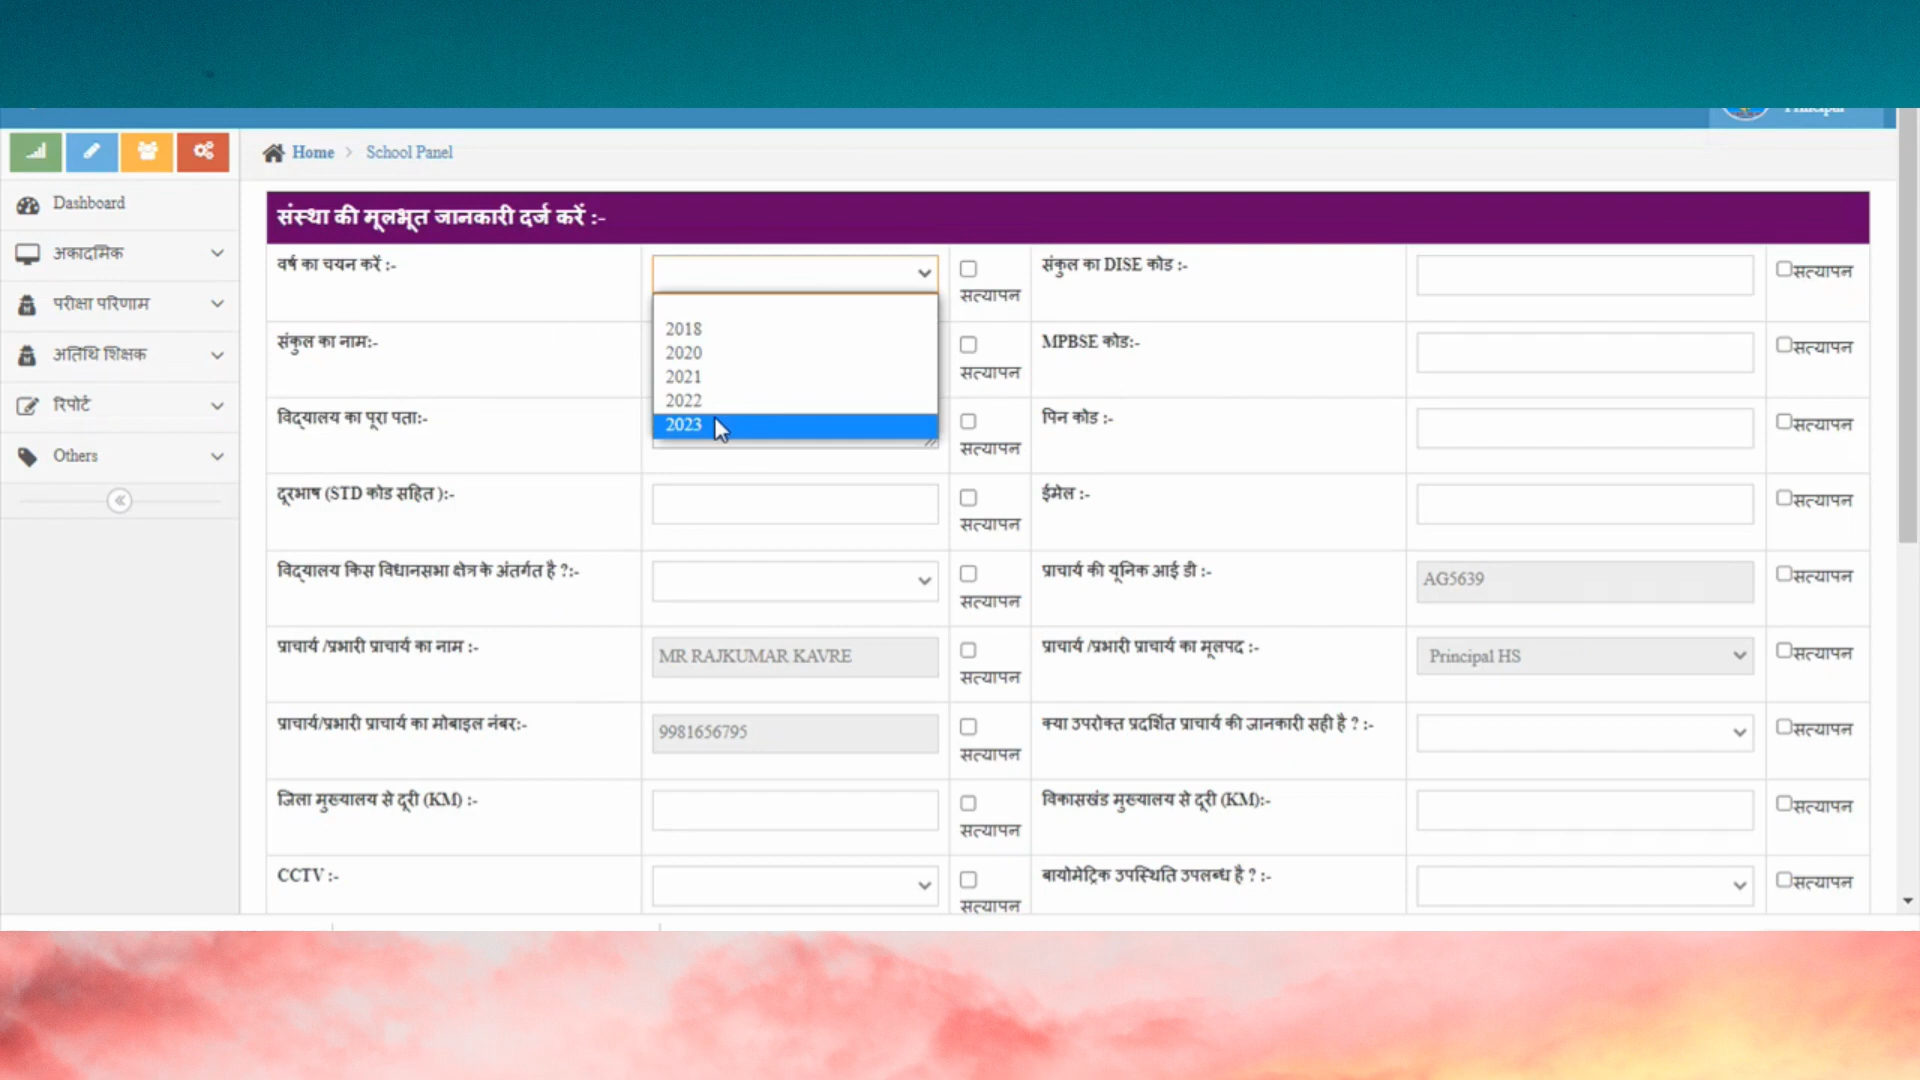 Principal
Home > School Panel
Dashboard
अकादमिक
परीक्षा परिणाम
अतिथि शिक्षक
रिपोर्ट
Others
संस्था की मूलभूत जानकारी दर्ज करें :-
वर्ष का चयन करें :-
सत्यापन
संकुल का DISE कोड :-
सत्यापन
2018
2020
2021
2022
2023
संकुल का नाम:-
सत्यापन
MPBSE कोड:-
सत्यापन
विद्यालय का पूरा पता:-
सत्यापन
पिन कोड :-
सत्यापन
दूरभाष (STD कोड सहित ):-
सत्यापन
ईमेल :-
सत्यापन
विद्यालय किस विधानसभा क्षेत्र के अंतर्गत है ?:-
सत्यापन
प्राचार्य की यूनिक आई डी :-
AG5639
सत्यापन
प्राचार्य /प्रभारी प्राचार्य का नाम :-
MR RAJKUMAR KAVRE
सत्यापन
प्राचार्य /प्रभारी प्राचार्य का मूलपद :-
Principal HS
सत्यापन
प्राचार्य/प्रभारी प्राचार्य का मोबाइल नंबर:-
9981656795
सत्यापन
क्या उपरोक्त प्रदर्शित प्राचार्य की जानकारी सही है ? :-
सत्यापन
जिला मुख्यालय से दूरी (KM) :-
सत्यापन
विकासखंड मुख्यालय से दूरी (KM):-
सत्यापन
CCTV :-
सत्यापन
बायोमेट्रिक उपस्थिति उपलब्ध है ? :-
सत्यापन